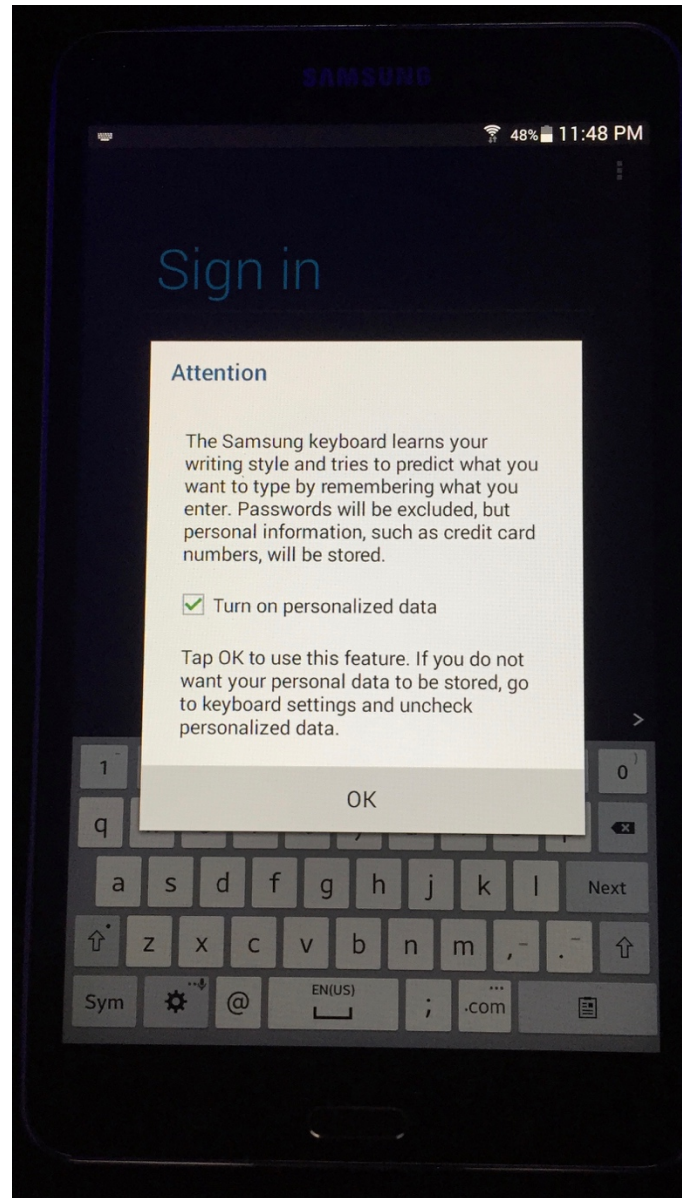 SAMSUNG
48% 11:48 PM
Sign in
Attention
The Samsung keyboard learns your
writing style and tries to predict what you
want to type by remembering what you
enter. Passwords will be excluded, but
personal information, such as credit card
numbers, will be stored.
Turn on personalized data
Tap OK to use this feature. If you do not
want your personal data to be stored, go
to keyboard settings and uncheck
personalized data.
>
OK
1 0 )
q
a s d f g h j k l Next
z x c v b n m , - . -
Sym @ EN(US) ; .com